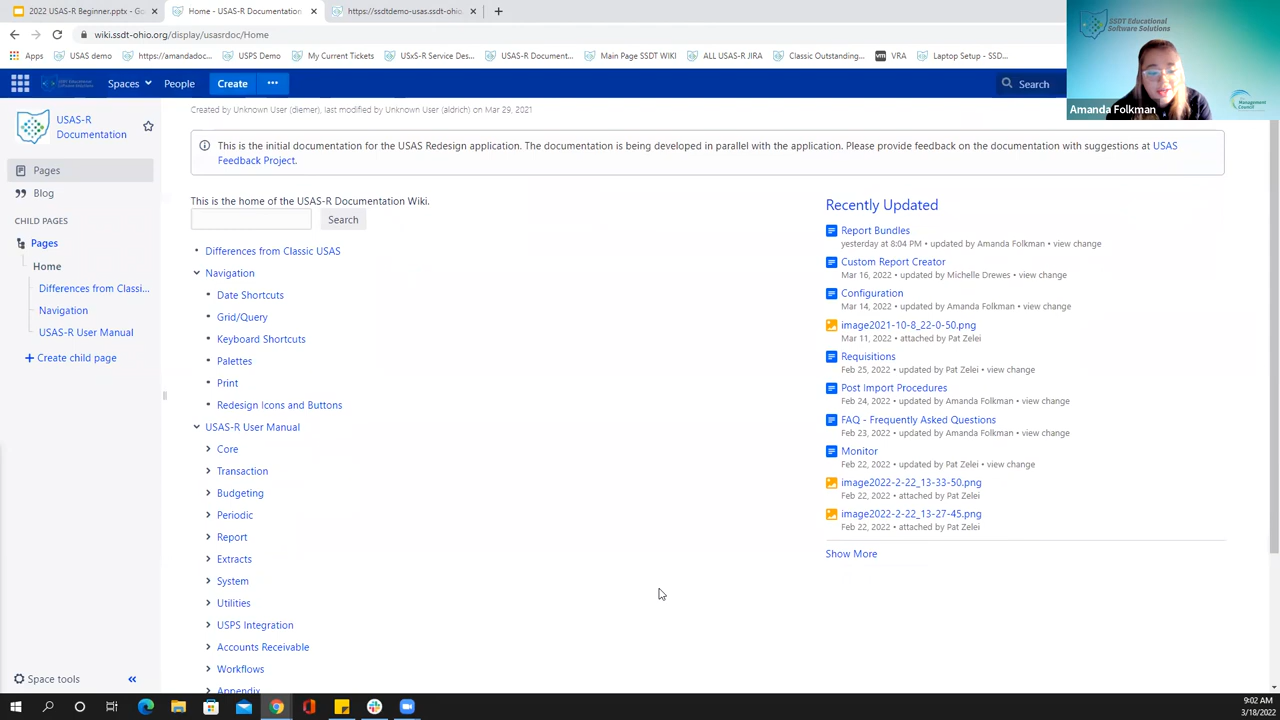 2022 USAS-R Beginner.pptx - Go
Home - USAS-R Documentation
https://ssdtdemo-usas.ssdt-ohio.
wiki.ssdt-ohio.org/display/usasrdoc/Home
Apps
USAS demo
https://amandadoc...
USPS Demo
My Current Tickets
USxS-R Service Des...
USAS-R Document...
Main Page SSDT WIKI
ALL USAS-R JIRA
Classic Outstanding...
vm VRA
Laptop Setup - SSD...
SSDT Educational
Software Solutions
Management
Council
Amanda Folkman
Spaces
People
Create
Search
USAS-R
Documentation
Pages
Blog
CHILD PAGES
Pages
Home
Differences from Classi...
Navigation
USAS-R User Manual
Create child page
Space tools
Created by Unknown User (diemer), last modified by Unknown User (aldrich) on Mar 29, 2021
This is the initial documentation for the USAS Redesign application. The documentation is being developed in parallel with the application. Please provide feedback on the documentation with suggestions at USAS
Feedback Project.
This is the home of the USAS-R Documentation Wiki.
Search
Differences from Classic USAS
Navigation
Date Shortcuts
Grid/Query
Keyboard Shortcuts
Palettes
Print
Redesign Icons and Buttons
USAS-R User Manual
Core
Transaction
Budgeting
Periodic
Report
Extracts
System
Utilities
USPS Integration
Accounts Receivable
Workflows
Appendix
Recently Updated
Report Bundles
yesterday at 8:04 PM • updated by Amanda Folkman • view change
Custom Report Creator
Mar 16, 2022 • updated by Michelle Drewes • view change
Configuration
Mar 14, 2022 • updated by Amanda Folkman • view change
image2021-10-8_22-0-50.png
Mar 11, 2022 • attached by Pat Zelei
Requisitions
Feb 25, 2022 • updated by Pat Zelei • view change
Post Import Procedures
Feb 24, 2022 • updated by Amanda Folkman • view change
FAQ - Frequently Asked Questions
Feb 23, 2022 • updated by Amanda Folkman • view change
Monitor
Feb 22, 2022 • updated by Pat Zelei • view change
image2022-2-22_13-33-50.png
Feb 22, 2022 • attached by Pat Zelei
image2022-2-22_13-27-45.png
Feb 22, 2022 • attached by Pat Zelei
Show More
9:02 AM
3/18/2022